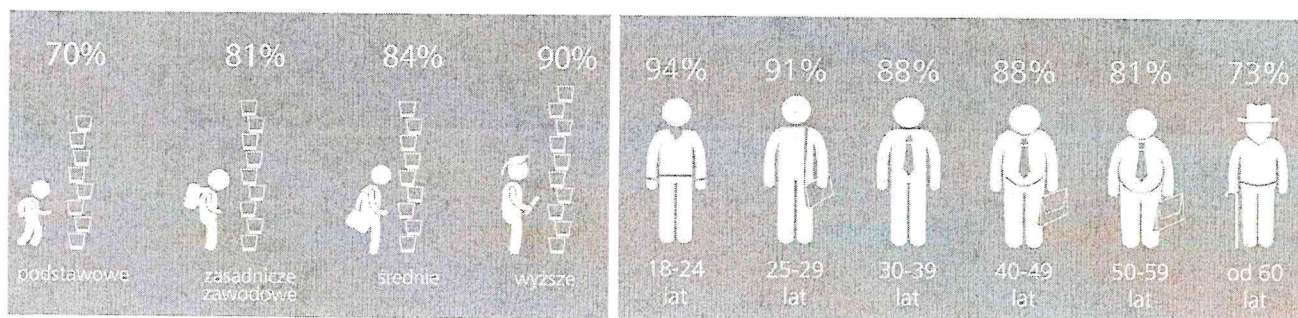 70% 81% 84% 90%
podstawowe zasadnicze średnie wyższe
zawodowe
94% 91% 88% 88% 81% 73%
18-24 25-29 30-39 40-49 50-59 od 60
lat lat lat lat lat lat